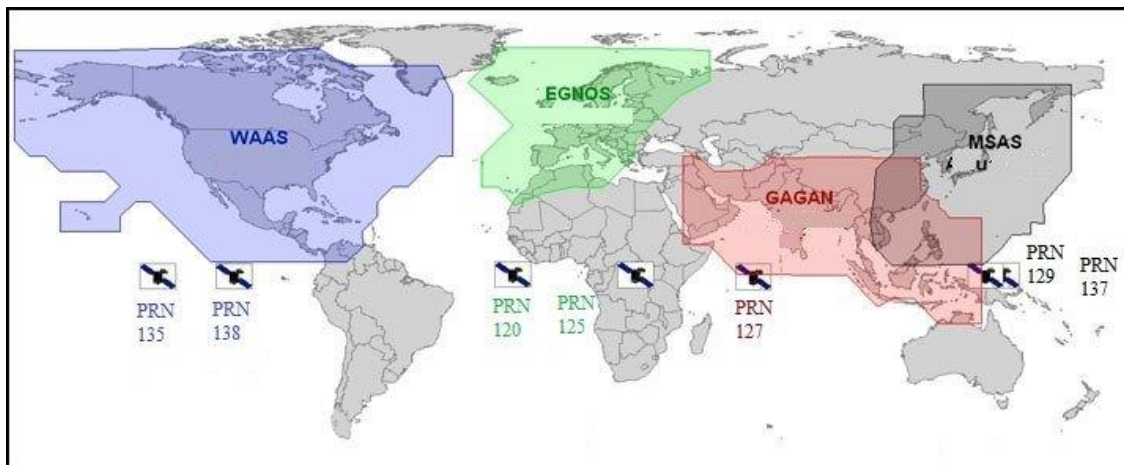 EGNOS
WAAS
MSAS
GAGAN
PRN
135
PRN
138
PRN
120
PRN
125
PRN
127
PRN
129
PRN
137